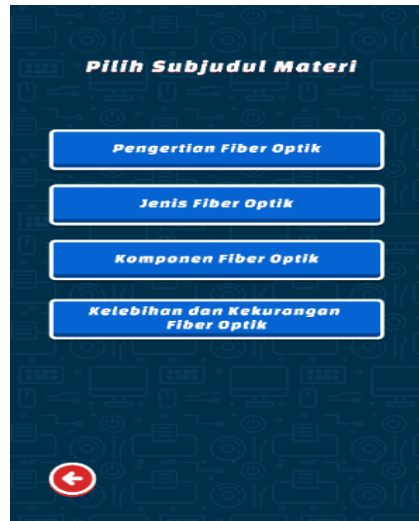 Pilih Subjudul Materi
Pengertian Fiber Optik
Jenis Fiber Optik
Komponen Fiber Optik
Kelebihan dan Kekurangan
Fiber Optik